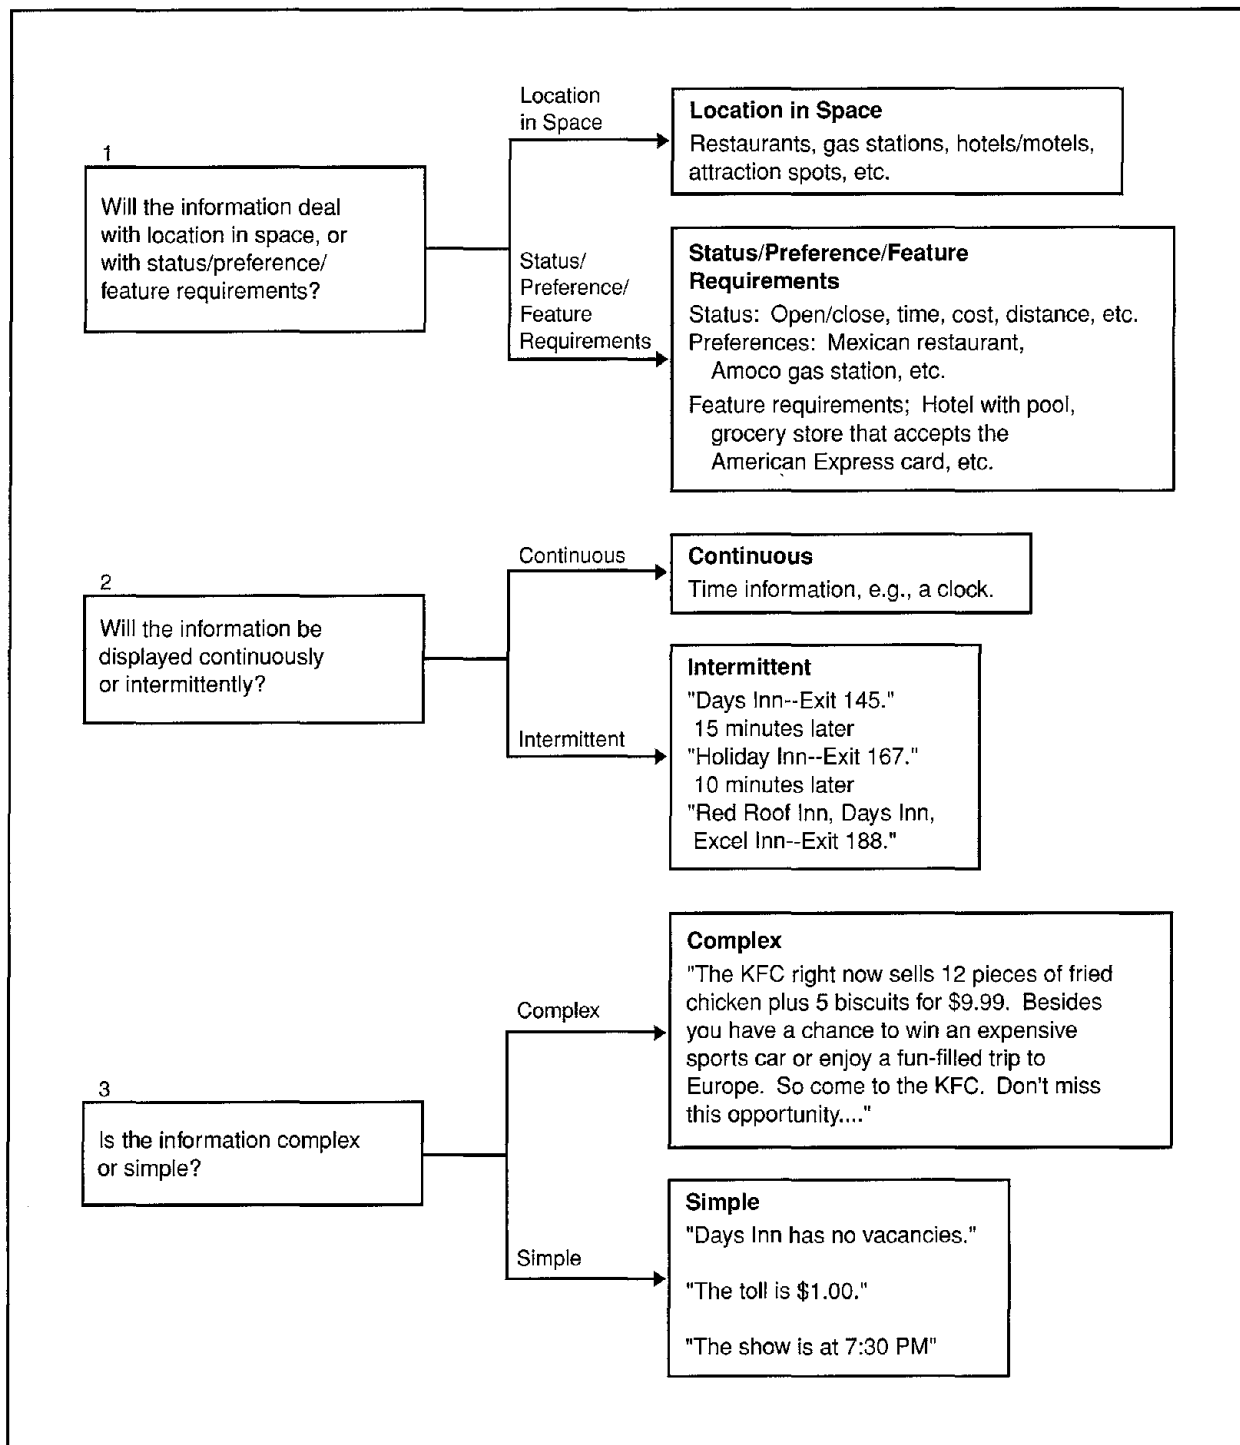 1
Will the information deal
with location in space, or
with status/preference/
feature requirements?
Location
in Space
Location in Space
Restaurants, gas stations, hotels/motels,
attraction spots, etc.
Status/
Preference/
Feature
Requirements
Status/Preference/Feature
Requirements
Status: Open/close, time, cost, distance, etc.
Preferences: Mexican restaurant,
Amoco gas station, etc.
Feature requirements; Hotel with pool,
grocery store that accepts the
American Express card, etc.
2
Will the information be
displayed continuously
or intermittently?
Continuous
Continuous
Time information, e.g., a clock.
Intermittent
Intermittent
"Days Inn--Exit 145."
15 minutes later
"Holiday Inn--Exit 167."
10 minutes later
"Red Roof Inn, Days Inn,
Excel Inn--Exit 188."
3
Is the information complex
or simple?
Complex
Complex
"The KFC right now sells 12 pieces of fried
chicken plus 5 biscuits for $9.99. Besides
you have a chance to win an expensive
sports car or enjoy a fun-filled trip to
Europe. So come to the KFC. Don't miss
this opportunity...."
Simple
Simple
"Days Inn has no vacancies."
"The toll is $1.00."
"The show is at 7:30 PM"